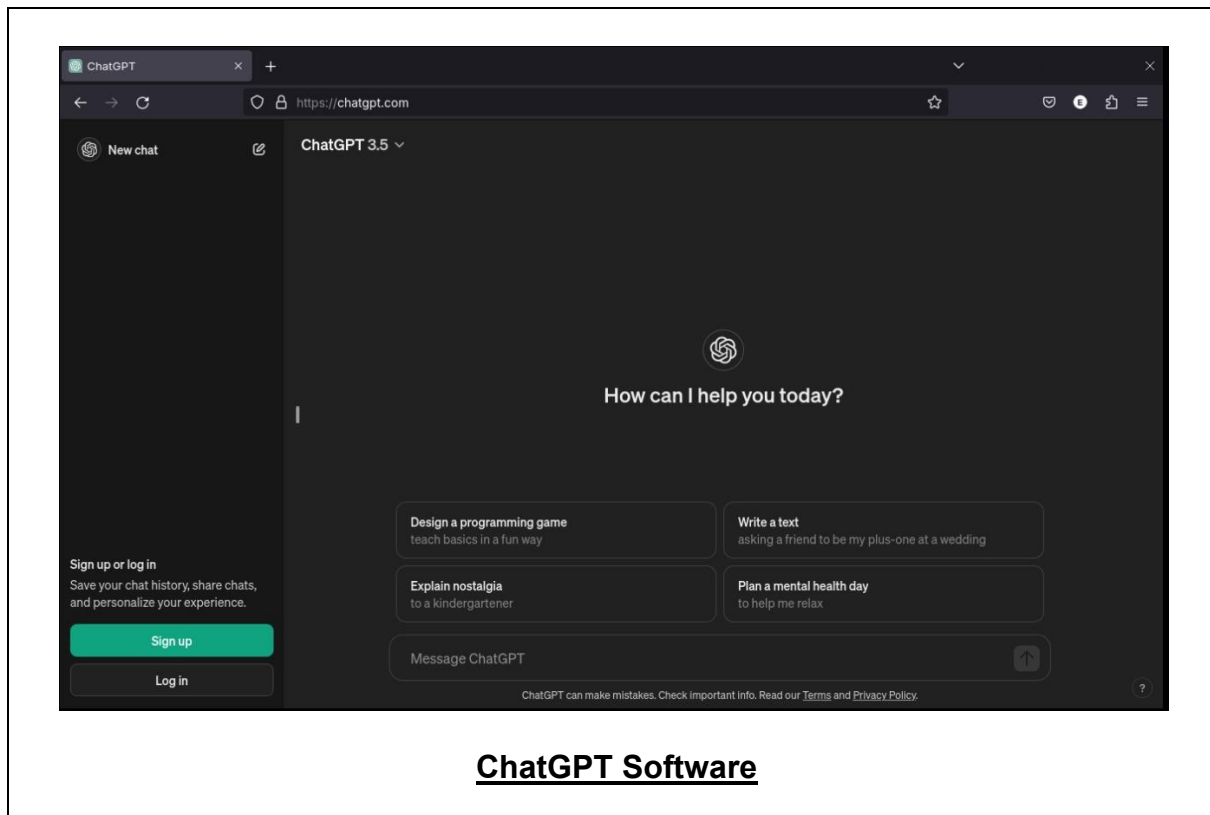 ChatGPT
https://chatgpt.com
E
New chat
ChatGPT 3.5
How can I help you today?
Design a programming game
teach basics in a fun way
Write a text
asking a friend to be my plus-one at a wedding
Explain nostalgia
to a kindergartener
Plan a mental health day
to help me relax
Sign up or log in
Save your chat history, share chats,
and personalize your experience.
Sign up
Log in
Message ChatGPT
ChatGPT can make mistakes. Check important info. Read our Terms and Privacy Policy.
?
ChatGPT Software